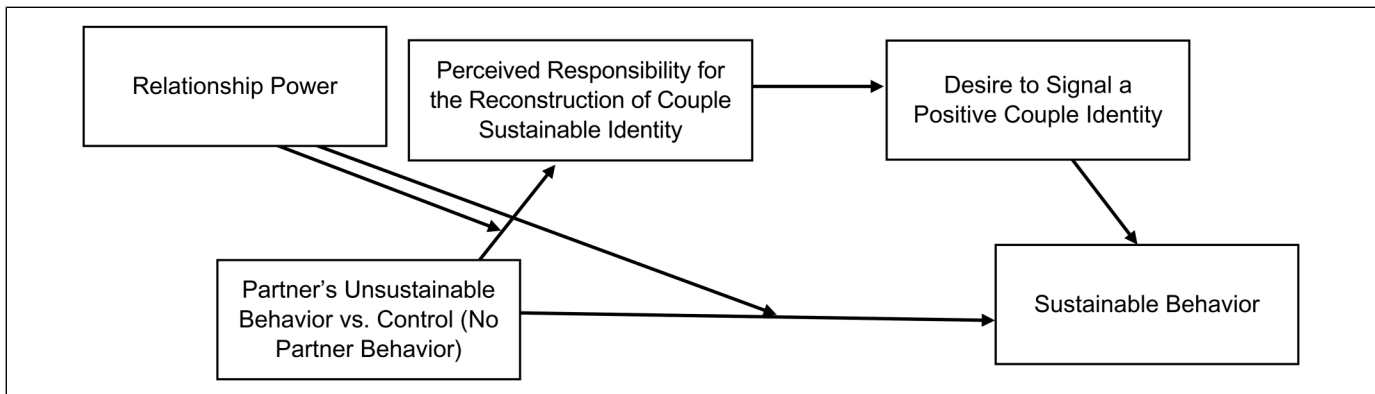 Relationship Power
Perceived Responsibility for
the Reconstruction of Couple
Sustainable Identity
Desire to Signal a
Positive Couple Identity
Partner's Unsustainable
Behavior vs. Control (No
Partner Behavior)
Sustainable Behavior